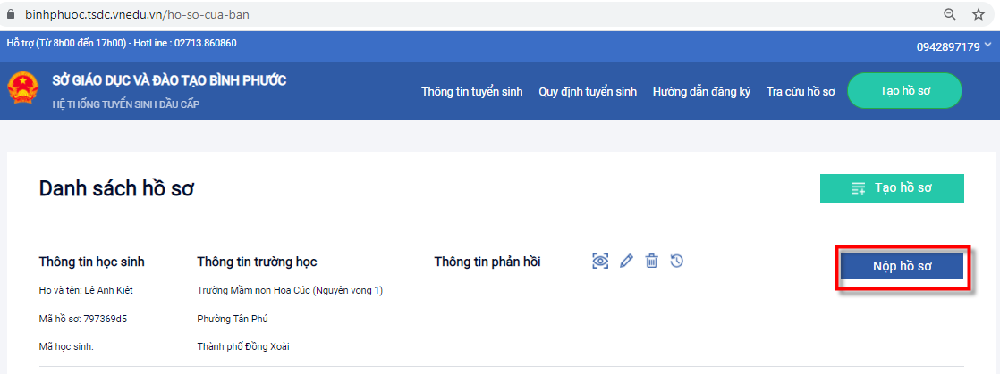 binhphuoc.tsdc.vnedu.vn/ho-so-cua-ban
Hỗ trợ (Từ 8h00 đến 17h00) - HotLine : 02713.860860
0942897179
SỞ GIÁO DỤC VÀ ĐÀO TẠO BÌNH PHƯỚC
HỆ THỐNG TUYỂN SINH ĐẦU CẤP
Thông tin tuyển sinh Quy định tuyển sinh Hướng dẫn đăng ký Tra cứu hồ sơ Tạo hồ sơ
Danh sách hồ sơ
Tạo hồ sơ
Thông tin học sinh Thông tin trường học Thông tin phản hồi
Nộp hồ sơ
Họ và tên: Lê Anh Kiệt Trường Mầm non Hoa Cúc (Nguyện vọng 1)
Mã hồ sơ: 797369d5 Phường Tân Phú
Mã học sinh: Thành phố Đồng Xoài